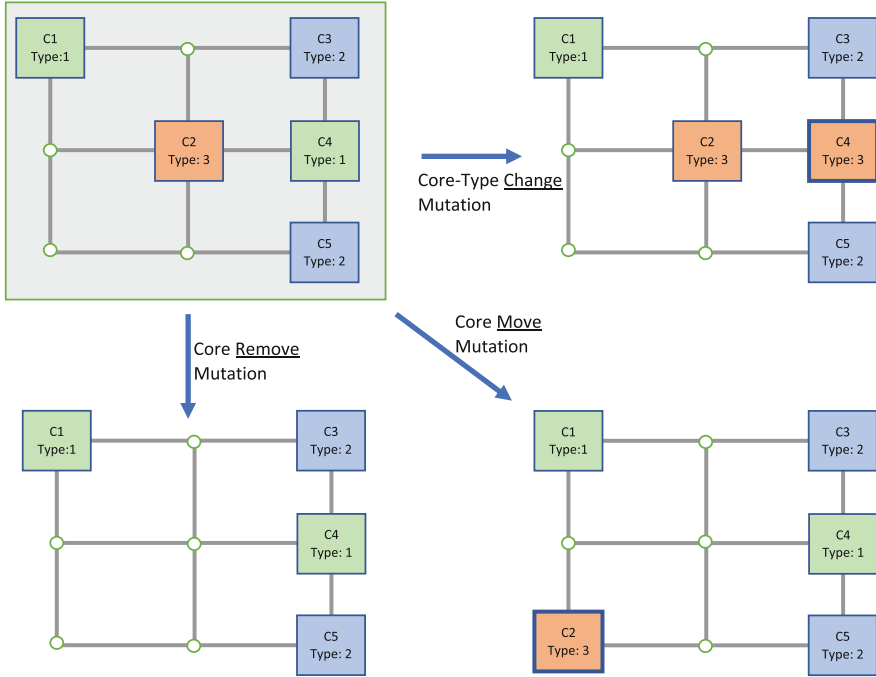 C1
Type:1
C3
Type: 2
C2
Type: 3
C4
Type: 1
C5
Type: 2
Core-Type Change
Mutation
C1
Type:1
C3
Type: 2
C2
Type: 3
C4
Type: 3
C5
Type: 2
Core Remove
Mutation
Core Move
Mutation
C1
Type:1
C3
Type: 2
C4
Type: 1
C5
Type: 2
C1
Type:1
C3
Type: 2
C4
Type: 1
C2
Type: 3
C5
Type: 2